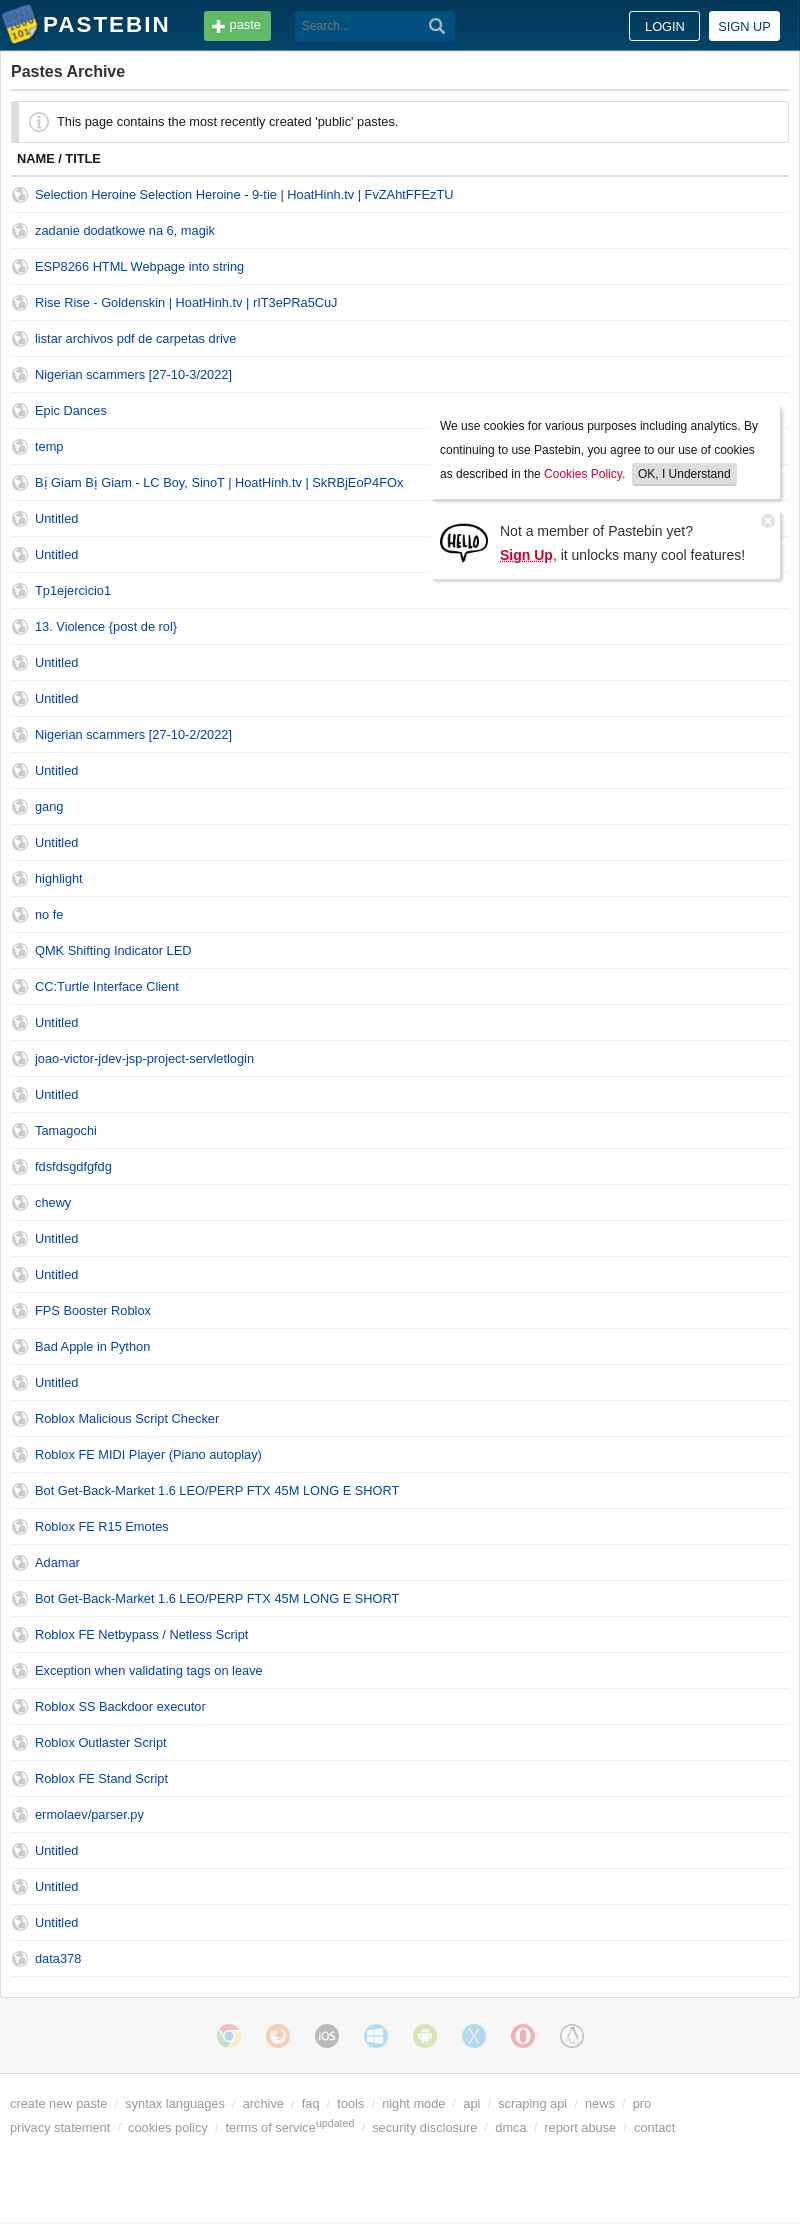 PASTEBIN
paste
Search...
LOGIN
SIGN UP
Pastes Archive
This page contains the most recently created 'public' pastes.
NAME / TITLE
Selection Heroine Selection Heroine - 9-tie | HoatHinh.tv | FvZAhtFFEzTU
zadanie dodatkowe na 6, magik
ESP8266 HTML Webpage into string
Rise Rise - Goldenskin | HoatHinh.tv | rIT3ePRa5CuJ
listar archivos pdf de carpetas drive
Nigerian scammers [27-10-3/2022]
Epic Dances
temp
Bị Giam Bị Giam - LC Boy, SinoT | HoatHinh.tv | SkRBjEoP4FOx
Untitled
Untitled
We use cookies for various purposes including analytics. By
continuing to use Pastebin, you agree to our use of cookies
as described in the Cookies Policy. OK, I Understand
HELLO
Not a member of Pastebin yet?
Sign Up, it unlocks many cool features!
Tp1ejercicio1
13. Violence {post de rol}
Untitled
Untitled
Nigerian scammers [27-10-2/2022]
Untitled
gang
Untitled
highlight
no fe
QMK Shifting Indicator LED
CC:Turtle Interface Client
Untitled
joao-victor-jdev-jsp-project-servletlogin
Untitled
Tamagochi
fdsfdsgdfgfdg
chewy
Untitled
Untitled
FPS Booster Roblox
Bad Apple in Python
Untitled
Roblox Malicious Script Checker
Roblox FE MIDI Player (Piano autoplay)
Bot Get-Back-Market 1.6 LEO/PERP FTX 45M LONG E SHORT
Roblox FE R15 Emotes
Adamar
Bot Get-Back-Market 1.6 LEO/PERP FTX 45M LONG E SHORT
Roblox FE Netbypass / Netless Script
Exception when validating tags on leave
Roblox SS Backdoor executor
Roblox Outlaster Script
Roblox FE Stand Script
ermolaev/parser.py
Untitled
Untitled
Untitled
data378
iOS
create new paste / syntax languages / archive / faq / tools / night mode / api / scraping api / news / pro
privacy statement / cookies policy / terms of serviceupdated / security disclosure / dmca / report abuse / contact